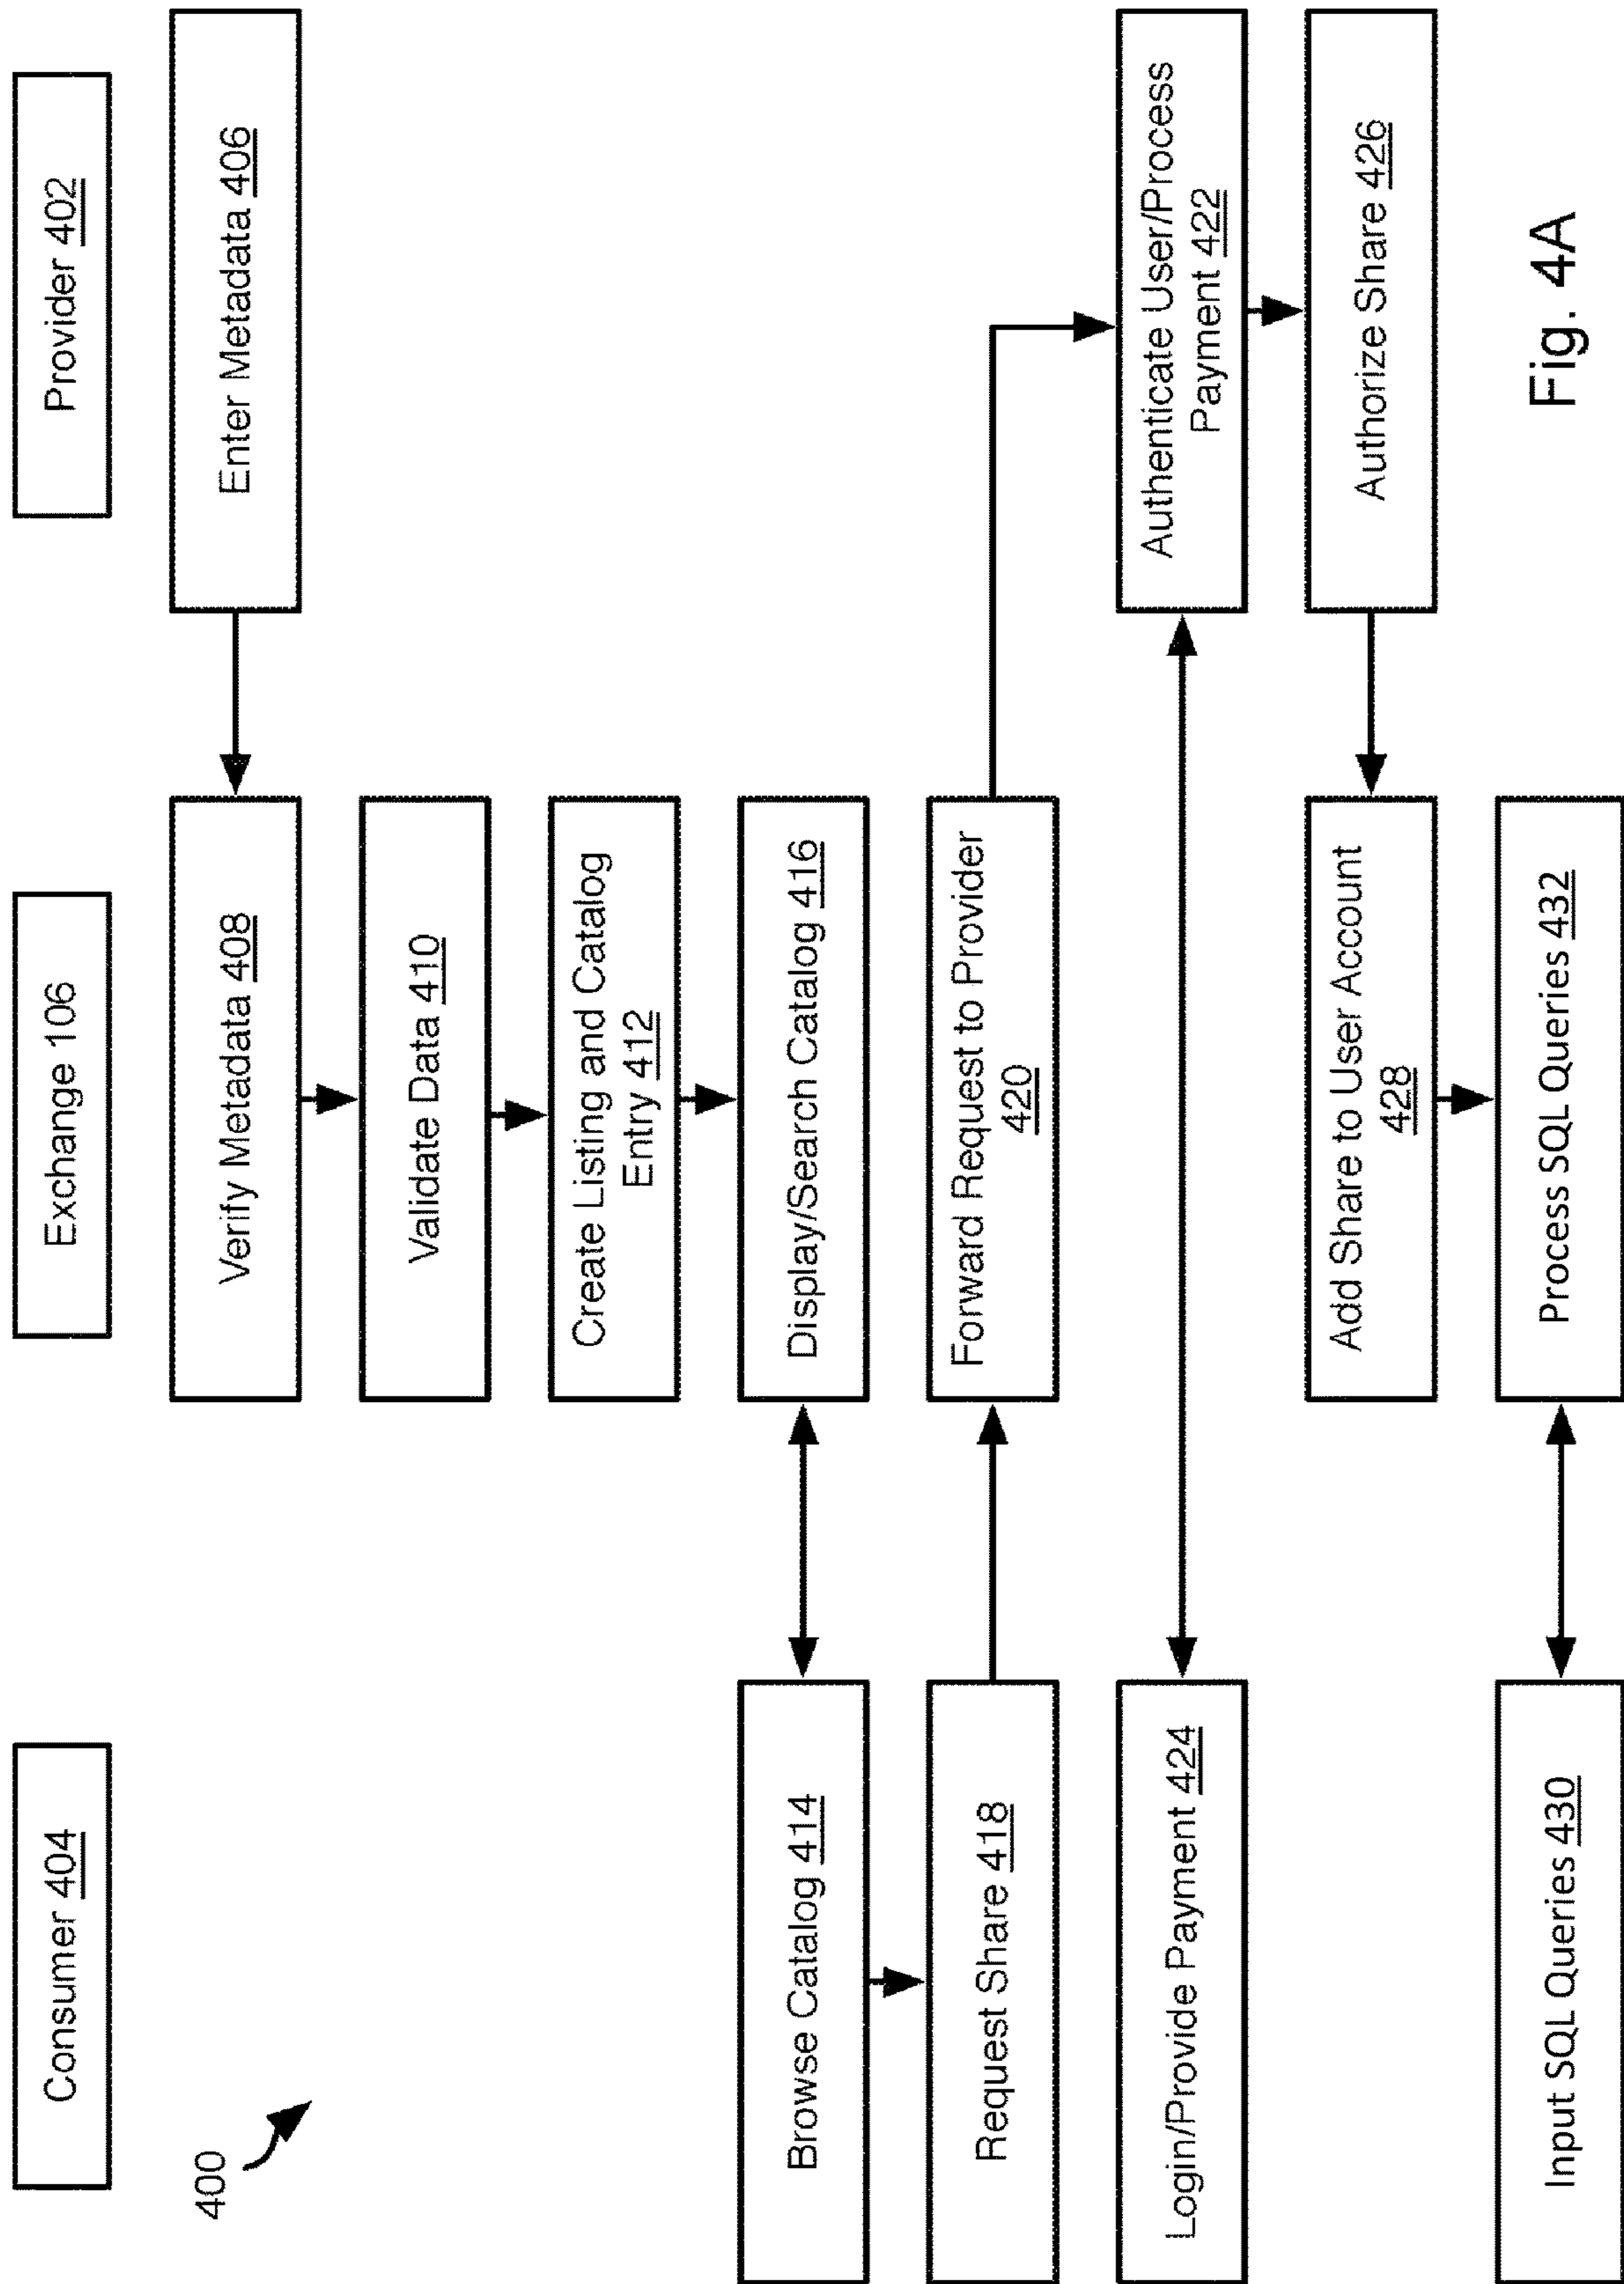 Consumer 404
Exchange 106
Provider 402
400
Enter Metadata 406
Verify Metadata 408
Validate Data 410
Create Listing and Catalog
Entry 412
Browse Catalog 414
Display/Search Catalog 416
Request Share 418
Forward Request to Provider
420
Login/Provide Payment 424
Authenticate User/Process
Payment 422
Authorize Share 426
Add Share to User Account
428
Input SQL Queries 430
Process SQL Queries 432
Fig. 4A